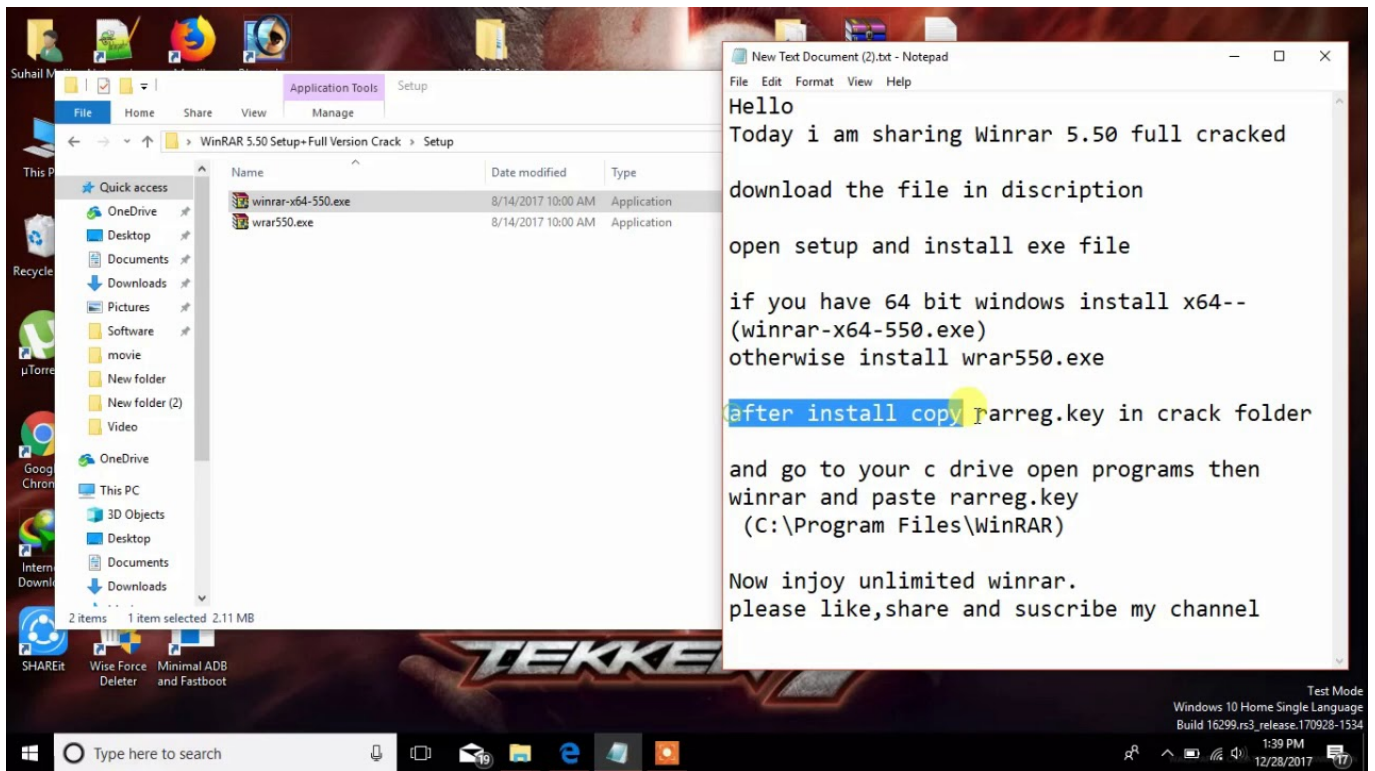 Suhail M
Application Tools
Setup
File
Home
Share
View
Manage
WinRAR 5.50 Setup+Full Version Crack › Setup
Name
Date modified
Type
winrar-x64-550.exe
8/14/2017 10:00 AM
Application
wrar550.exe
8/14/2017 10:00 AM
Application
Quick access
OneDrive
Desktop
Documents
Downloads
Pictures
Software
movie
New folder
New folder (2)
Video
OneDrive
This PC
3D Objects
Desktop
Documents
Downloads
2 items
1 item selected 2.11 MB
This P
Recycle
µTorre
Goog
Chron
Intern
Downl
SHAREit
Wise Force
Deleter
Minimal ADB
and Fastboot
New Text Document (2).txt - Notepad
File Edit Format View Help
Hello
Today i am sharing Winrar 5.50 full cracked
download the file in discription
open setup and install exe file
if you have 64 bit windows install x64--
(winrar-x64-550.exe)
otherwise install wrar550.exe
after install copy rarreg.key in crack folder
and go to your c drive open programs then
winrar and paste rarreg.key
(C:\Program Files\WinRAR)
Now injoy unlimited winrar.
please like,share and suscribe my channel
TEKKE
Test Mode
Windows 10 Home Single Language
Build 16299.rs3_release.170928-1534
Type here to search
19
1:39 PM
12/28/2017
17